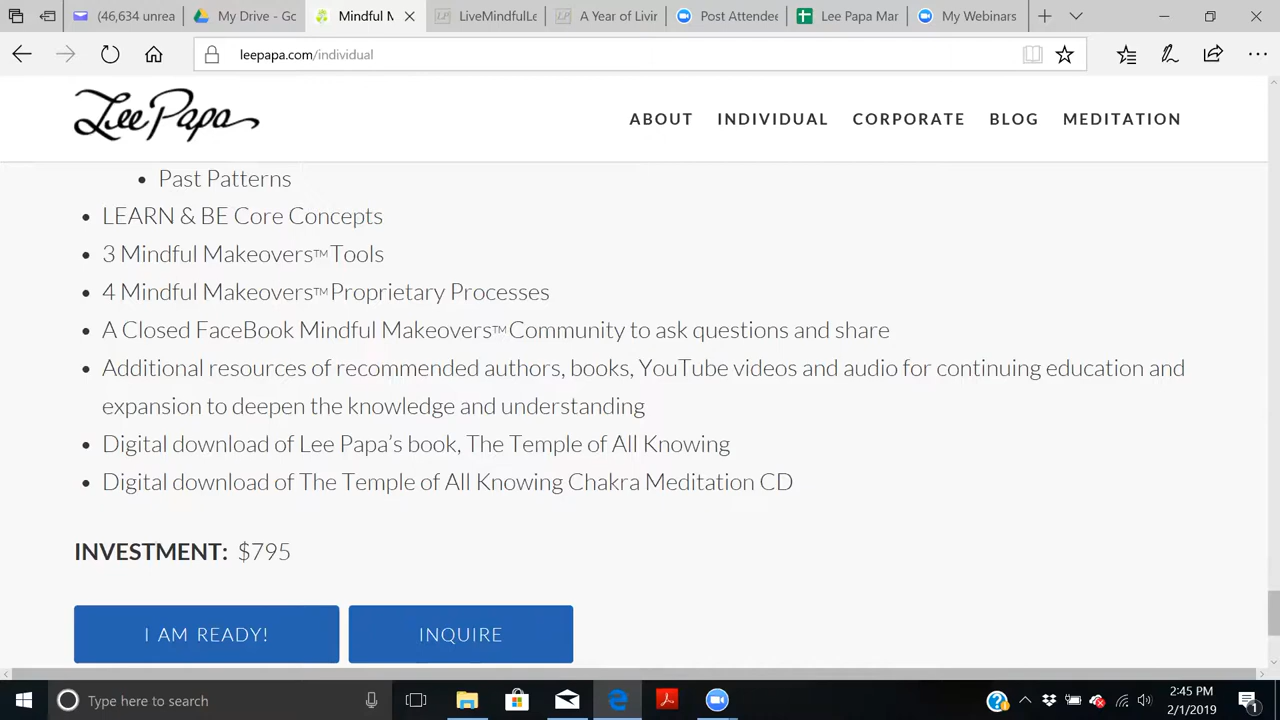 (46,634 unrea
My Drive - Go
Mindful M
LiveMindfulLe
A Year of Livin
Post Attendee
Lee Papa Mar
My Webinars
leepapa.com/individual
Lee Papa
ABOUT INDIVIDUAL CORPORATE BLOG MEDITATION
• Past Patterns
• LEARN & BE Core Concepts
• 3 Mindful Makeovers™ Tools
• 4 Mindful Makeovers™ Proprietary Processes
• A Closed FaceBook Mindful Makeovers™ Community to ask questions and share
• Additional resources of recommended authors, books, YouTube videos and audio for continuing education and
expansion to deepen the knowledge and understanding
• Digital download of Lee Papa’s book, The Temple of All Knowing
• Digital download of The Temple of All Knowing Chakra Meditation CD
INVESTMENT: $795
I AM READY! INQUIRE
Type here to search
2:45 PM
2/1/2019
1